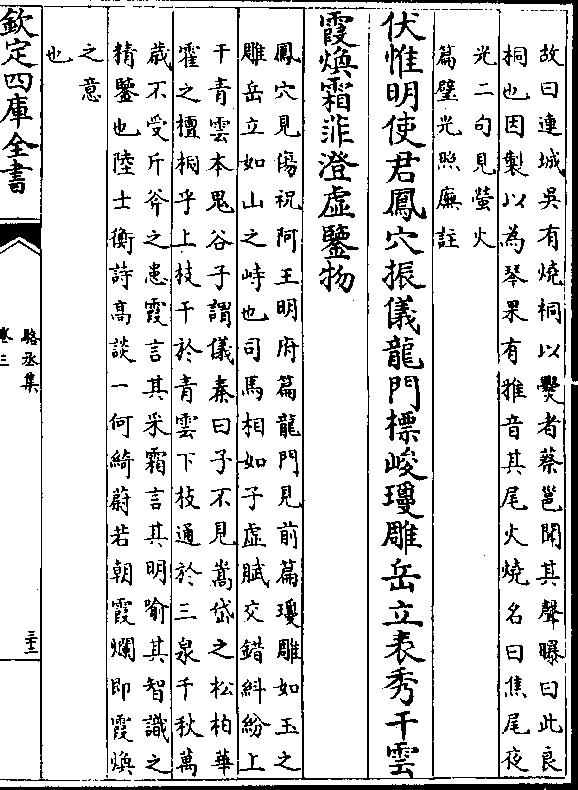 故曰連城吳有燒桐以㸑者蔡邕聞其聲曝曰此良
桐也因製以為琴果有雅音其尾火燒名曰焦尾夜
光二句見螢火
篇璧光照廡註
伏惟明使君鳳穴振儀龍門標峻瓊雕岳立表秀干雲
霞煥霜菲澄虛鑒物
鳳穴見傷祝阿王明府篇龍門見前篇瓊雕如玉之
雕岳立如山之峙也司馬相如子虛賦交錯糾紛上
干青雲本鬼谷子謂儀秦曰子不見嵩岱之松柏華
霍之檀桐乎上枝干於青雲下枝通於三泉千秋萬
歲不受斤斧之患霞言其采霜言其明喻其智識之
精鑒也陸士衡詩高談一何綺蔚若朝霞爛即霞煥
之意
也
欽定四庫全書
駱丞集
卷三
三十二